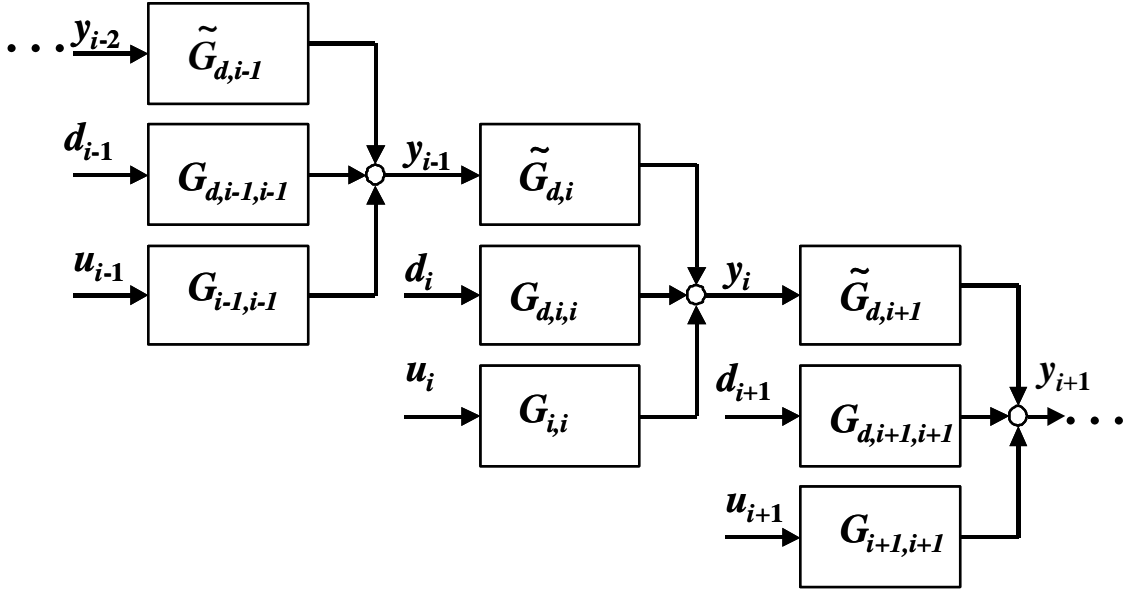 . . . y_{i-2}
G̃_{d,i-1}
d_{i-1}
G_{d,i-1,i-1}
y_{i-1}
G̃_{d,i}
u_{i-1}
G_{i-1,i-1}
d_i
G_{d,i,i}
y_i
G̃_{d,i+1}
u_i
G_{i,i}
d_{i+1}
G_{d,i+1,i+1}
y_{i+1}
. . .
u_{i+1}
G_{i+1,i+1}